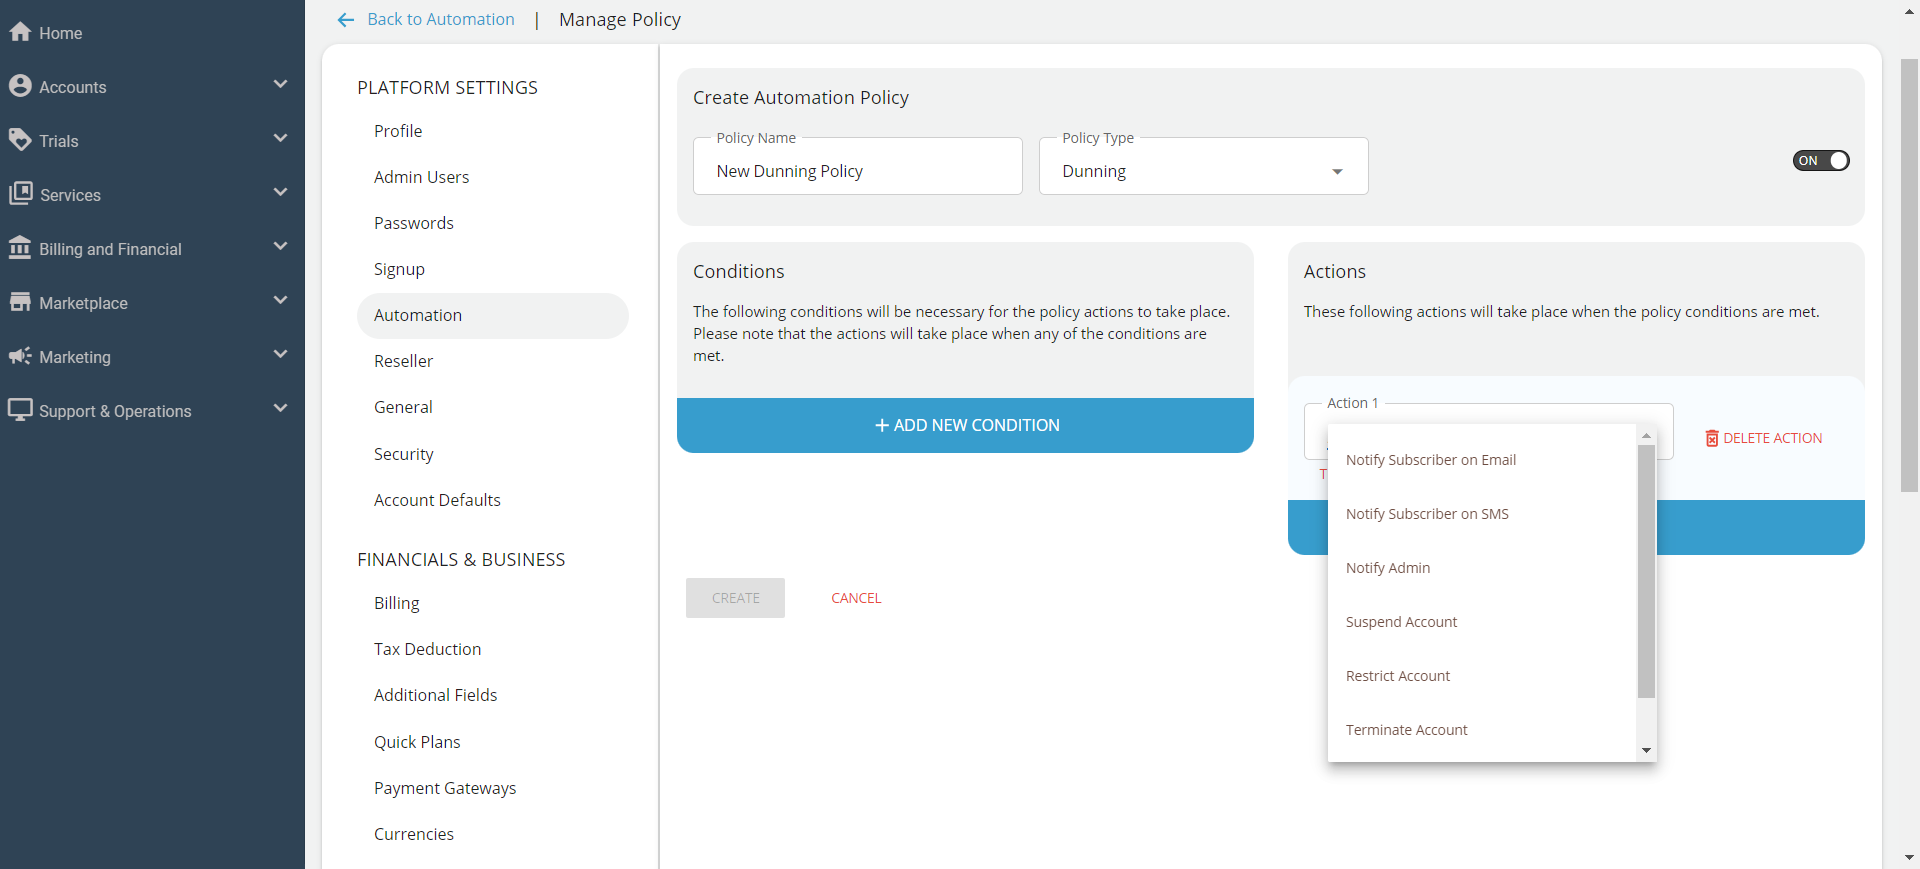 Home
Accounts
Trials
Services
Billing and Financial
Marketplace
Marketing
Support & Operations
Back to Automation | Manage Policy
PLATFORM SETTINGS
Profile
Admin Users
Passwords
Signup
Automation
Reseller
General
Security
Account Defaults
FINANCIALS & BUSINESS
Billing
Tax Deduction
Additional Fields
Quick Plans
Payment Gateways
Currencies
Create Automation Policy
Policy Name
New Dunning Policy
Policy Type
Dunning
ON
Conditions
The following conditions will be necessary for the policy actions to take place.
Please note that the actions will take place when any of the conditions are
met.
+ ADD NEW CONDITION
CREATE
CANCEL
Actions
These following actions will take place when the policy conditions are met.
Action 1
DELETE ACTION
Notify Subscriber on Email
Notify Subscriber on SMS
Notify Admin
Suspend Account
Restrict Account
Terminate Account